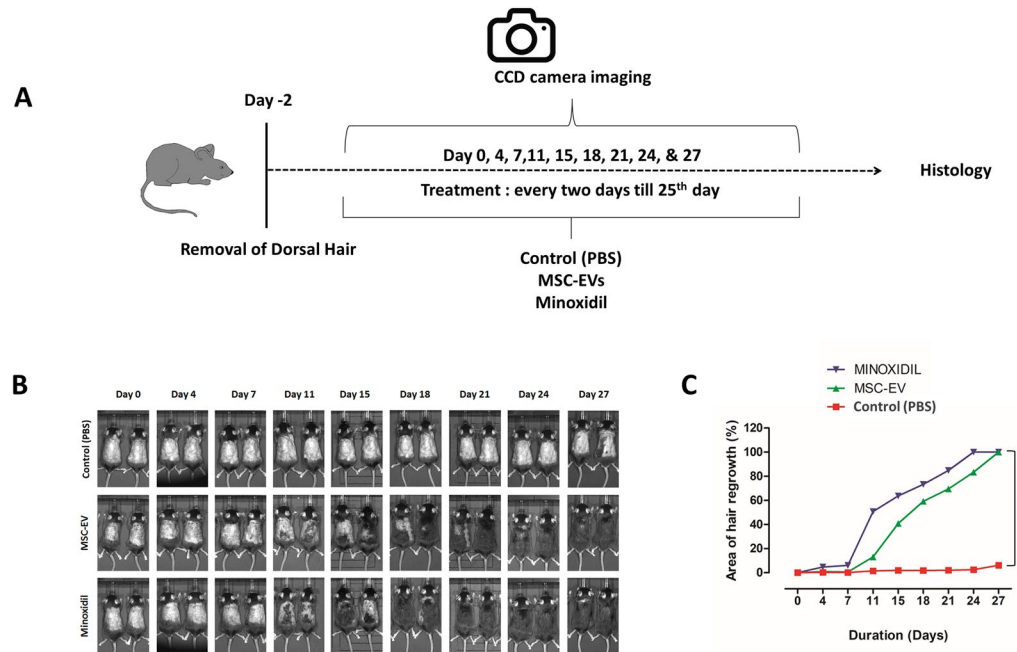 A
CCD camera imaging
Day -2
Day 0, 4, 7,11, 15, 18, 21, 24, & 27
Treatment : every two days till 25th day
Histology
Removal of Dorsal Hair
Control (PBS)
MSC-EVs
Minoxidil
B
Day 0 Day 4 Day 7 Day 11 Day 15 Day 18 Day 21 Day 24 Day 27
Control (PBS)
MSC-EV
Minoxidil
C
MINOXIDIL
MSC-EV
Control (PBS)
Area of hair regrowth (%)
120
100
80
60
40
20
0
0 4 7 11 15 18 21 24 27
Duration (Days)